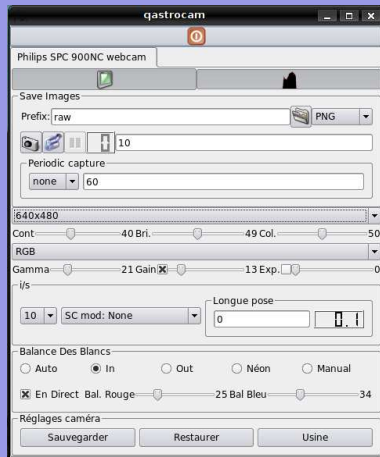 qastrocam
Philips SPC 900NC webcam
Save Images
Prefix: raw PNG
0 10
Periodic capture
none 60
640x480
Cont 40 Bri. 49 Col. 50
RGB
Gamma 21 Gain 13 Exp. 0
i/s
Longue pose
10 SC mod: None 0 0.1
Balance Des Blancs
Auto In Out Néon Manual
En Direct Bal. Rouge 25 Bal Bleu 34
Réglages caméra
Sauvegarder Restaurer Usine